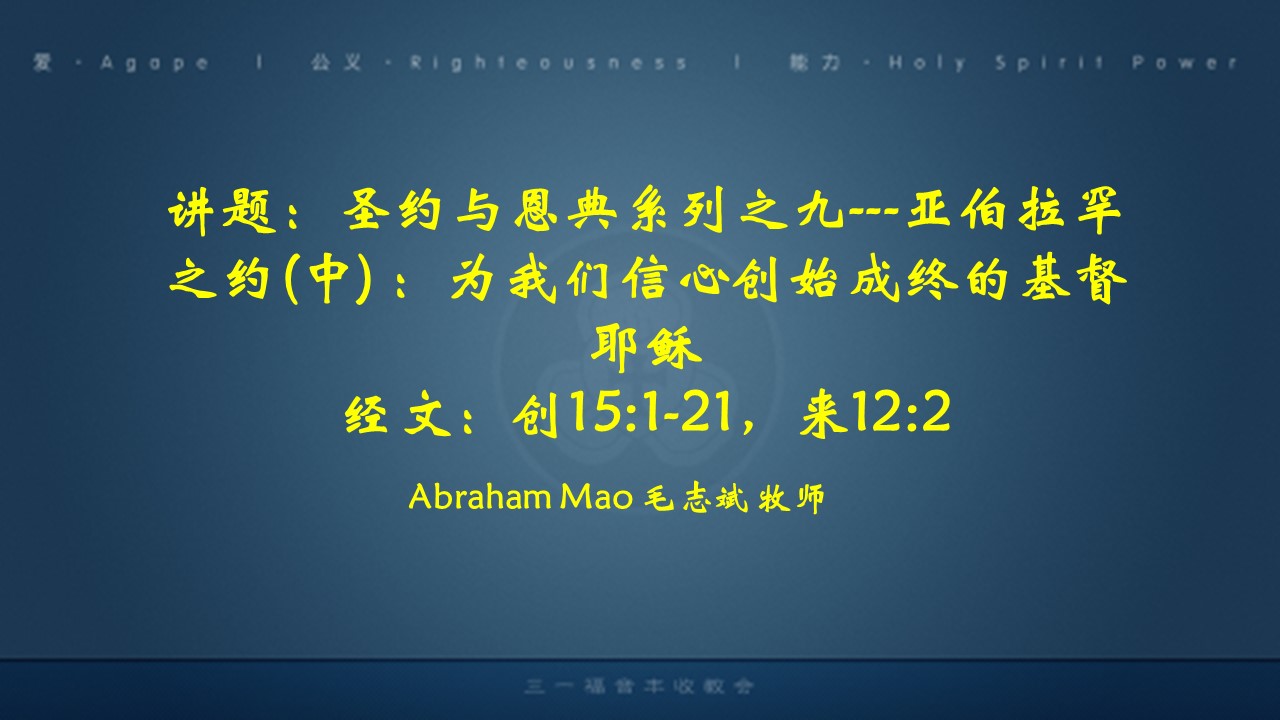 爱·Agape | 公义·Righteousness | 能力·Holy Spirit Power
讲题：圣约与恩典系列之九---亚伯拉罕
之约(中)：为我们信心创始成终的基督
耶稣
经文：创15:1-21，来12:2
Abraham Mao 毛志斌 牧师
三一福音丰收教会